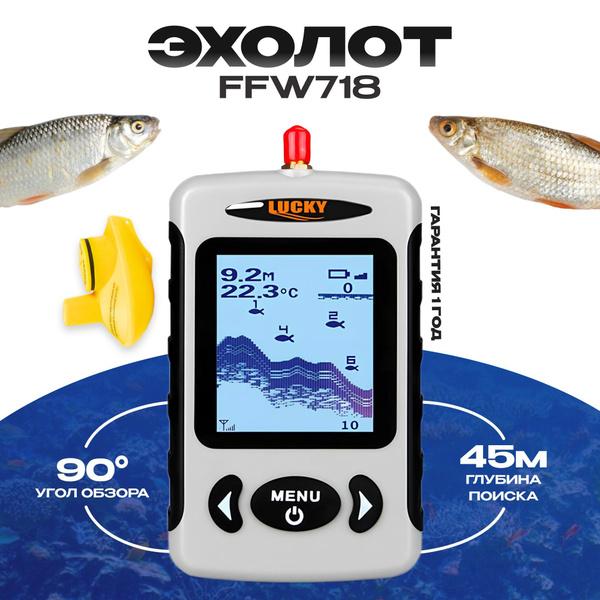 ЭХОЛОТ
FFW718
LUCKY
ГАРАНТИЯ 1 ГОД
9.2м
22.3°C
0
1
2
4
6
10
90°
УГОЛ ОБЗОРА
45М
ГЛУБИНА
ПОИСКА
MENU